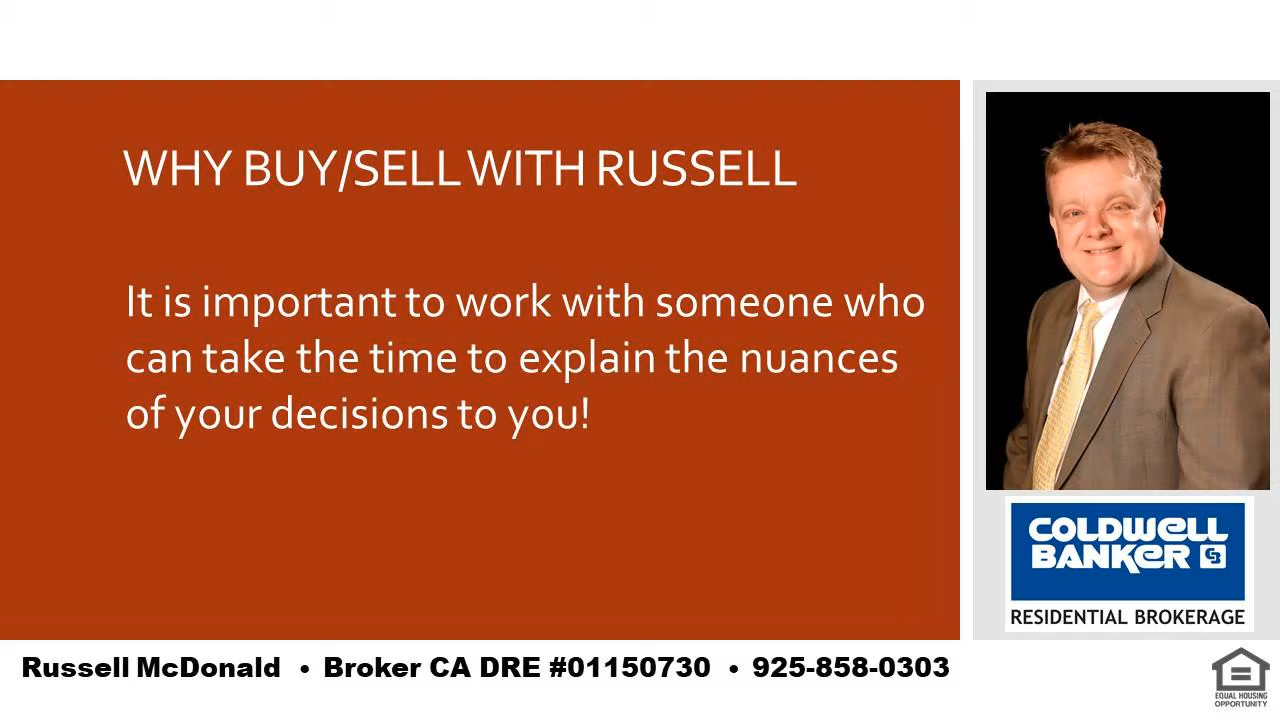 WHY BUY/SELL WITH RUSSELL
It is important to work with someone who
can take the time to explain the nuances
of your decisions to you!
COLDWELL
BANKER CB
RESIDENTIAL BROKERAGE
Russell McDonald • Broker CA DRE #01150730 • 925-858-0303
EQUAL HOUSING
OPPORTUNITY